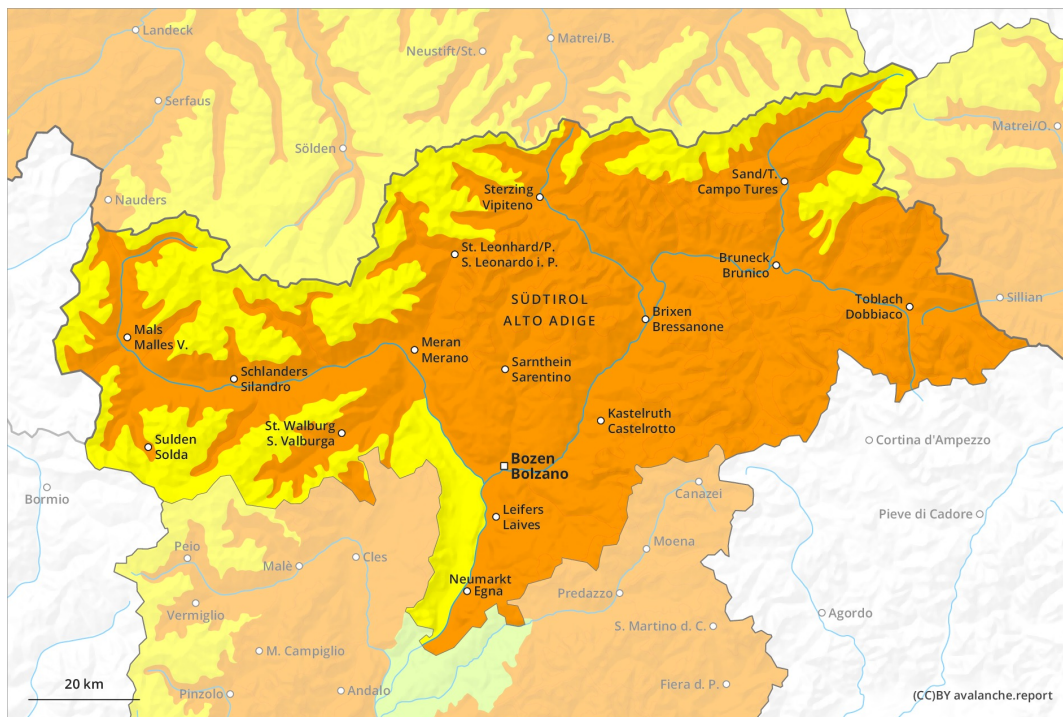 Landeck
Matrei/B.
Neustift/St.
Serfaus
Matrei/O.
Sölden
Sand/T.
Campo Tures
Sterzing
Vipiteno
Nauders
St. Leonhard/P.
S. Leonardo i. P.
Bruneck
Brunico
SÜDTIROL
ALTO ADIGE
Toblach
Dobbiaco
Sillian
Brixen
Bressanone
Mals
Malles V.
Meran
Merano
Sarnthein
Sarentino
Schlanders
Silandro
Kastelruth
Castelrotto
St. Walburg
S. Valburga
Sulden
Solda
Cortina d'Ampezzo
Bozen
Bolzano
Bormio
Canazei
Leifers
Laives
Pieve di Cadore
Peio
Cles
Malè
Moena
Neumarkt
Egna
Predazzo
Vermiglio
Agordo
S. Martino d. C.
M. Campiglio
20 km
Pinzolo
Andalo
Fiera d. P.
(CC)BY avalanche.report